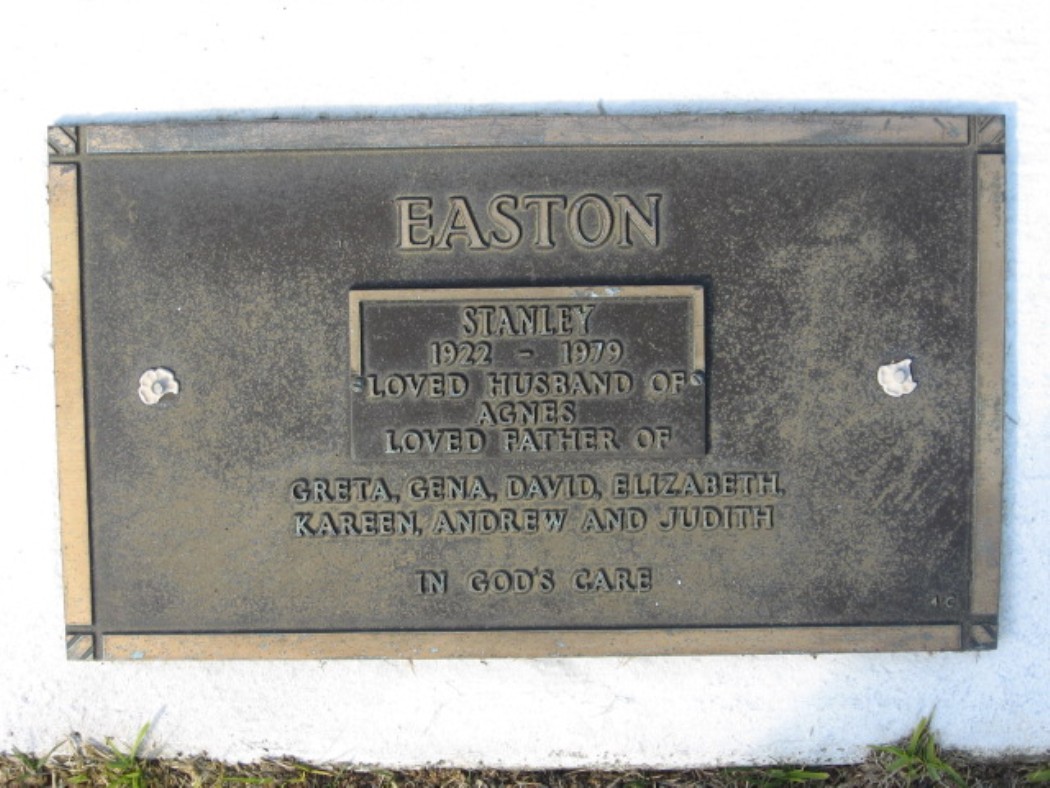 EASTON
STANLEY
1922 - 1979
LOVED HUSBAND OF
AGNES
LOVED FATHER OF
GRETA, GENA, DAVID, ELIZABETH,
KAREEN, ANDREW AND JUDITH
IN GOD'S CARE